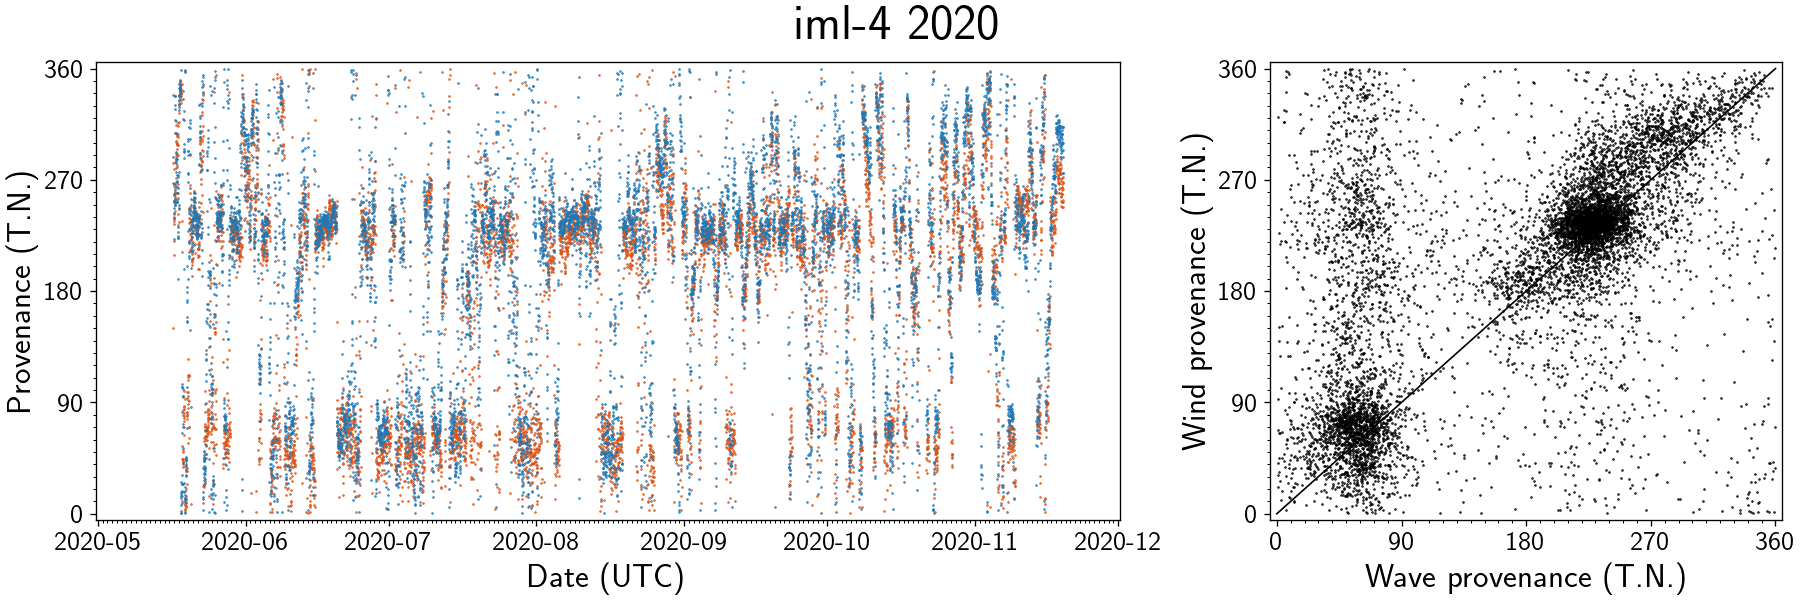 iml-4 2020
360
270
180
90
0
Provenance (T.N.)
2020-05 2020-06 2020-07 2020-08 2020-09 2020-10 2020-11 2020-12
Date (UTC)
360
270
180
90
0
Wind provenance (T.N.)
0 90 180 270 360
Wave provenance (T.N.)